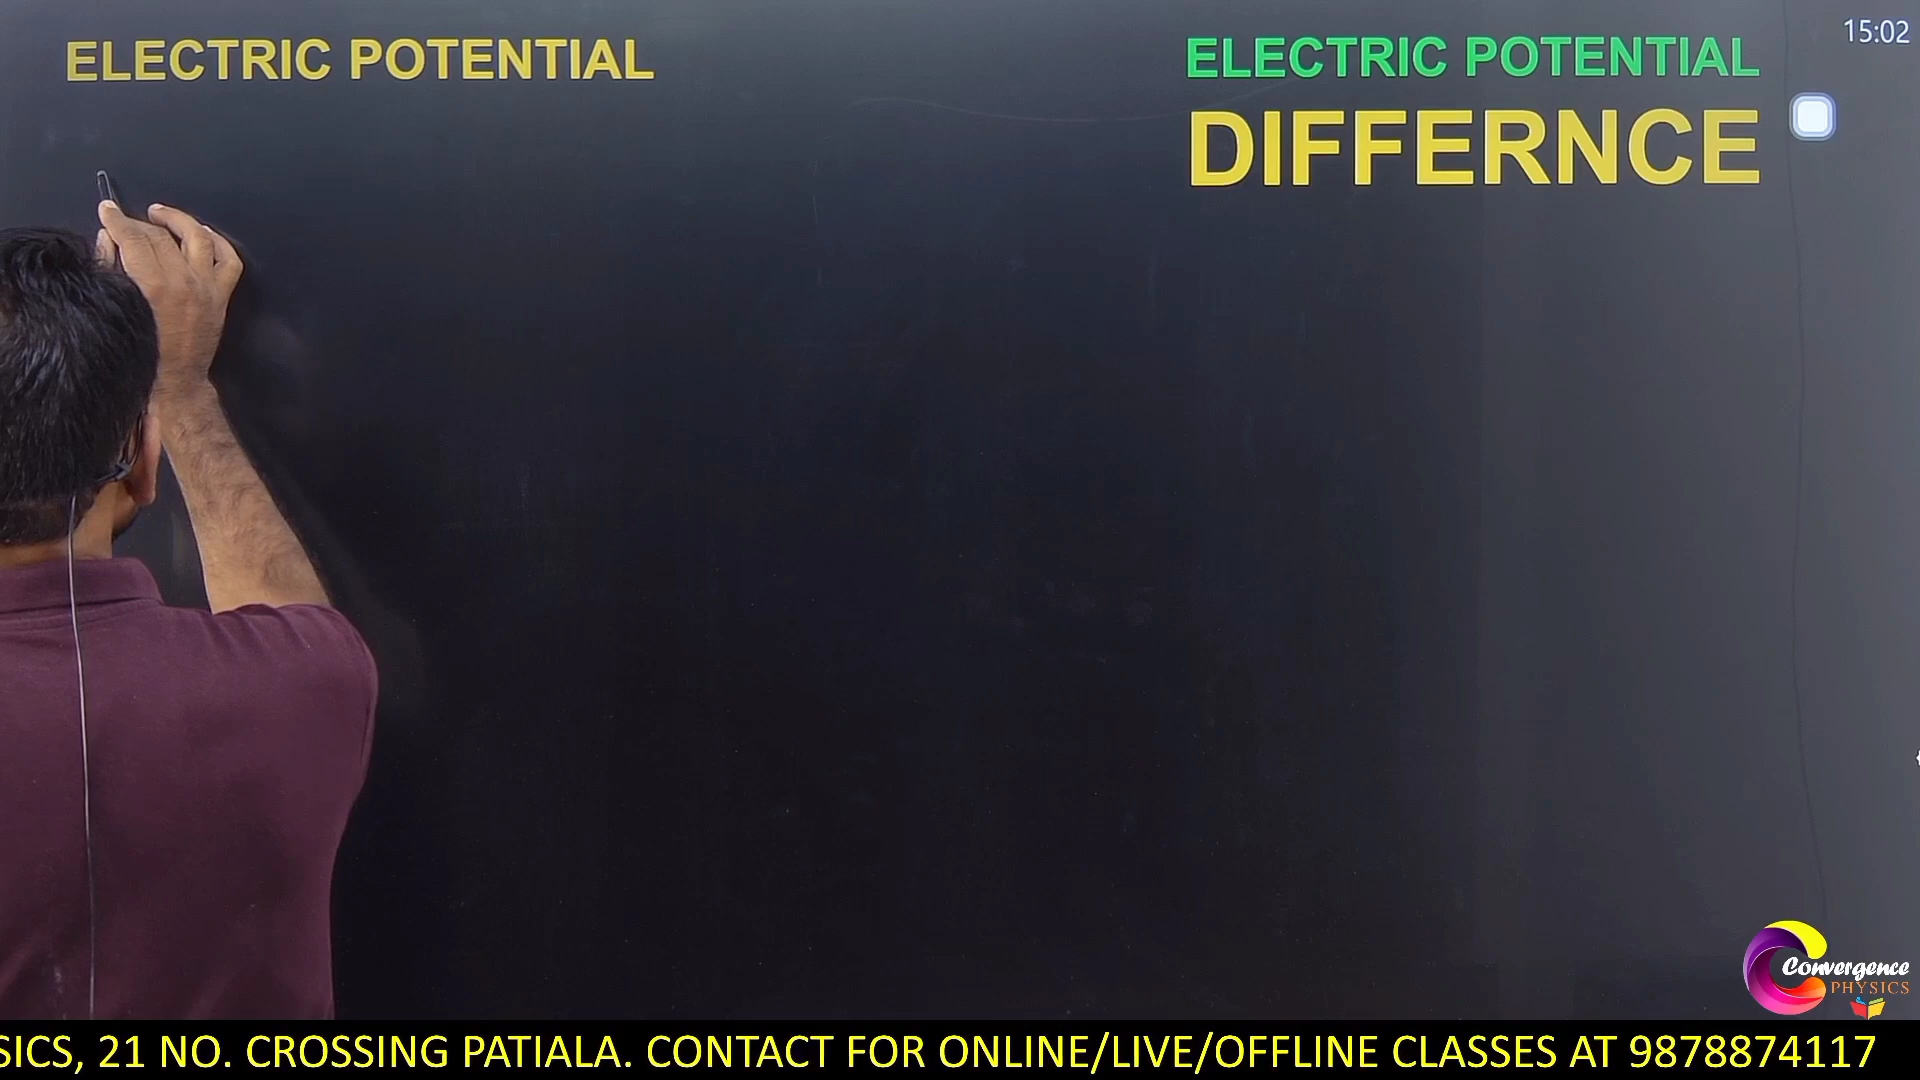 ELECTRIC POTENTIAL
ELECTRIC POTENTIAL
DIFFERNCE
15:02
Convergence
PHYSICS
SICS, 21 NO. CROSSING PATIALA. CONTACT FOR ONLINE/LIVE/OFFLINE CLASSES AT 9878874117